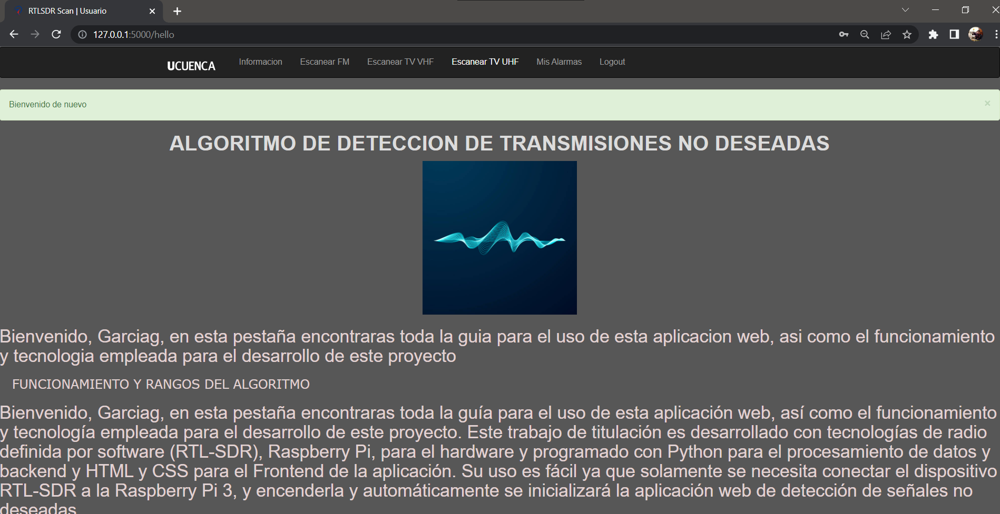 RTLSDR Scan | Usuario
127.0.0.1:5000/hello
UCUENCA Informacion Escanear FM Escanear TV VHF Escanear TV UHF Mis Alarmas Logout
Bienvenido de nuevo
ALGORITMO DE DETECCION DE TRANSMISIONES NO DESEADAS
Bienvenido, Garciag, en esta pestaña encontraras toda la guia para el uso de esta aplicacion web, asi como el funcionamiento
y tecnologia empleada para el desarrollo de este proyecto
FUNCIONAMIENTO Y RANGOS DEL ALGORITMO
Bienvenido, Garciag, en esta pestaña encontraras toda la guía para el uso de esta aplicación web, así como el funcionamiento
y tecnología empleada para el desarrollo de este proyecto. Este trabajo de titulación es desarrollado con tecnologías de radio
definida por software (RTL-SDR), Raspberry Pi, para el hardware y programado con Python para el procesamiento de datos y
backend y HTML y CSS para el Frontend de la aplicación. Su uso es fácil ya que solamente se necesita conectar el dispositivo
RTL-SDR a la Raspberry Pi 3, y encenderla y automáticamente se inicializará la aplicación web de detección de señales no
deseadas